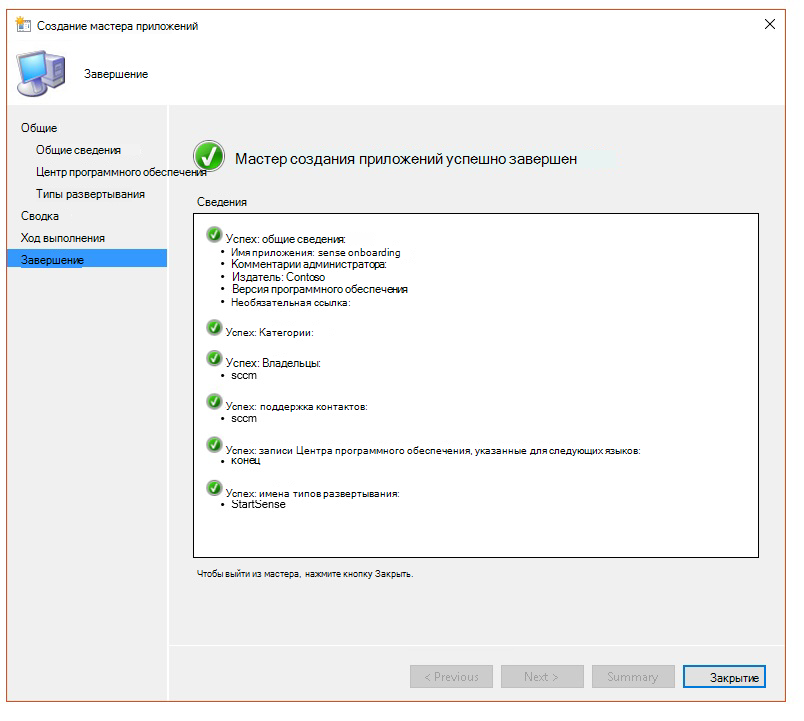 Создание мастера приложений
Завершение
Общие
Общие сведения
Центр программного обеспечения
Типы развертывания
Сводка
Ход выполнения
Завершение
Мастер создания приложений успешно завершен
Сведения
Успех: общие сведения:
• Имя приложения: sense onboarding
• Комментарии администратора:
• Издатель: Contoso
• Версия программного обеспечения
• Необязательная ссылка:
Успех: Категории:
Успех: Владельцы:
• sccm
Успех: поддержка контактов:
• sccm
Успех: записи Центра программного обеспечения, указанные для следующих языков:
• конец
Успех: имена типов развертывания:
• StartSense
Чтобы выйти из мастера, нажмите кнопку Закрыть.
< Previous
Next >
Summary
Закрытие